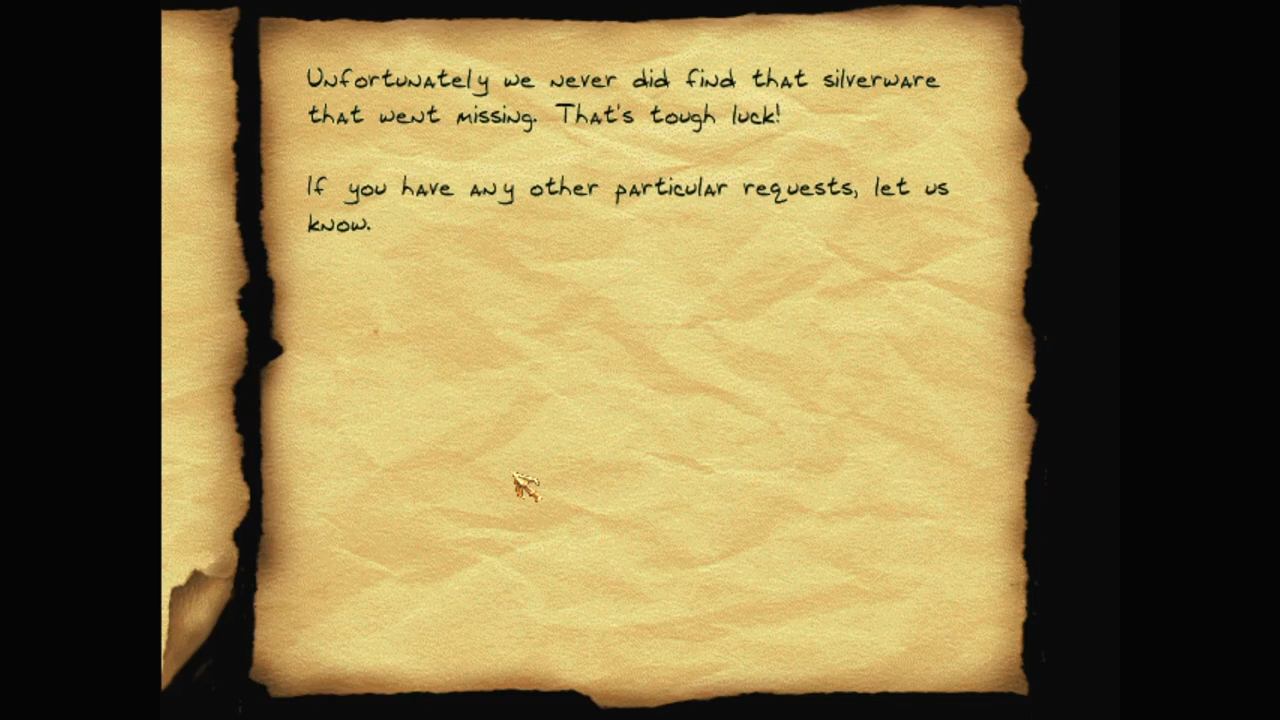 Unfortunately we never did find that silverware
that went missing. That's tough luck!
If you have any other particular requests, let us
know.